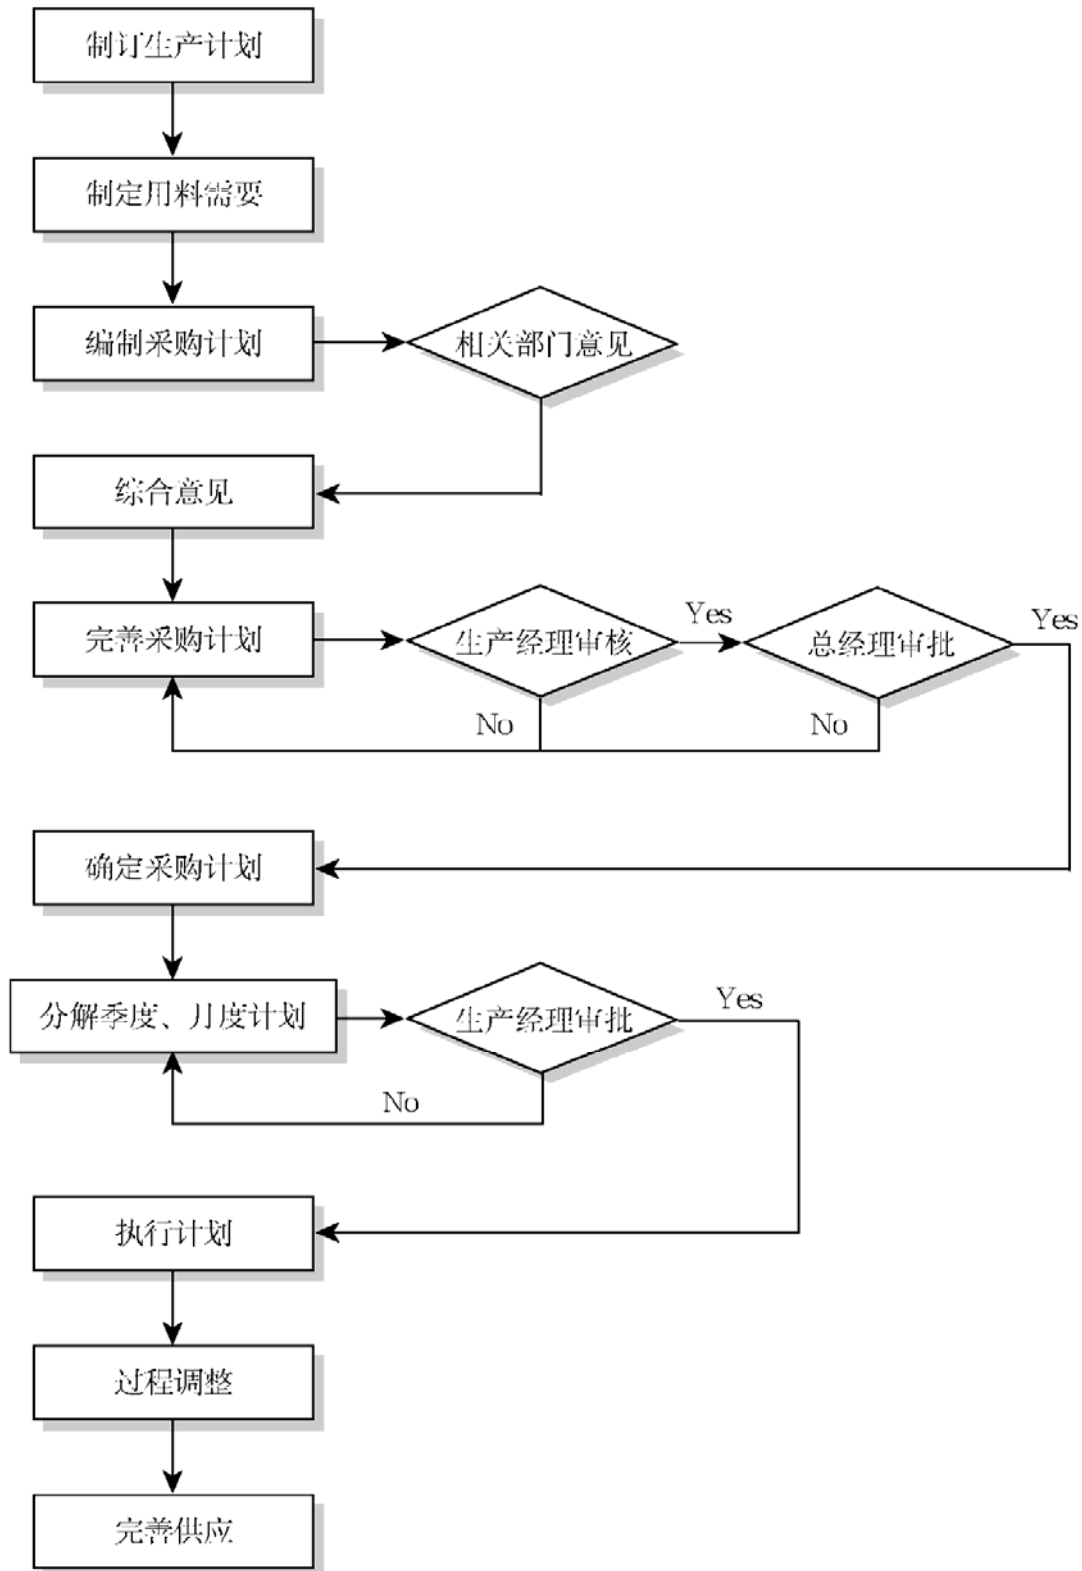 制订生产计划
制定用料需要
编制采购计划
相关部门意见
综合意见
完善采购计划
生产经理审核
Yes
总经理审批
Yes
No
No
确定采购计划
分解季度、月度计划
生产经理审批
Yes
No
执行计划
过程调整
完善供应